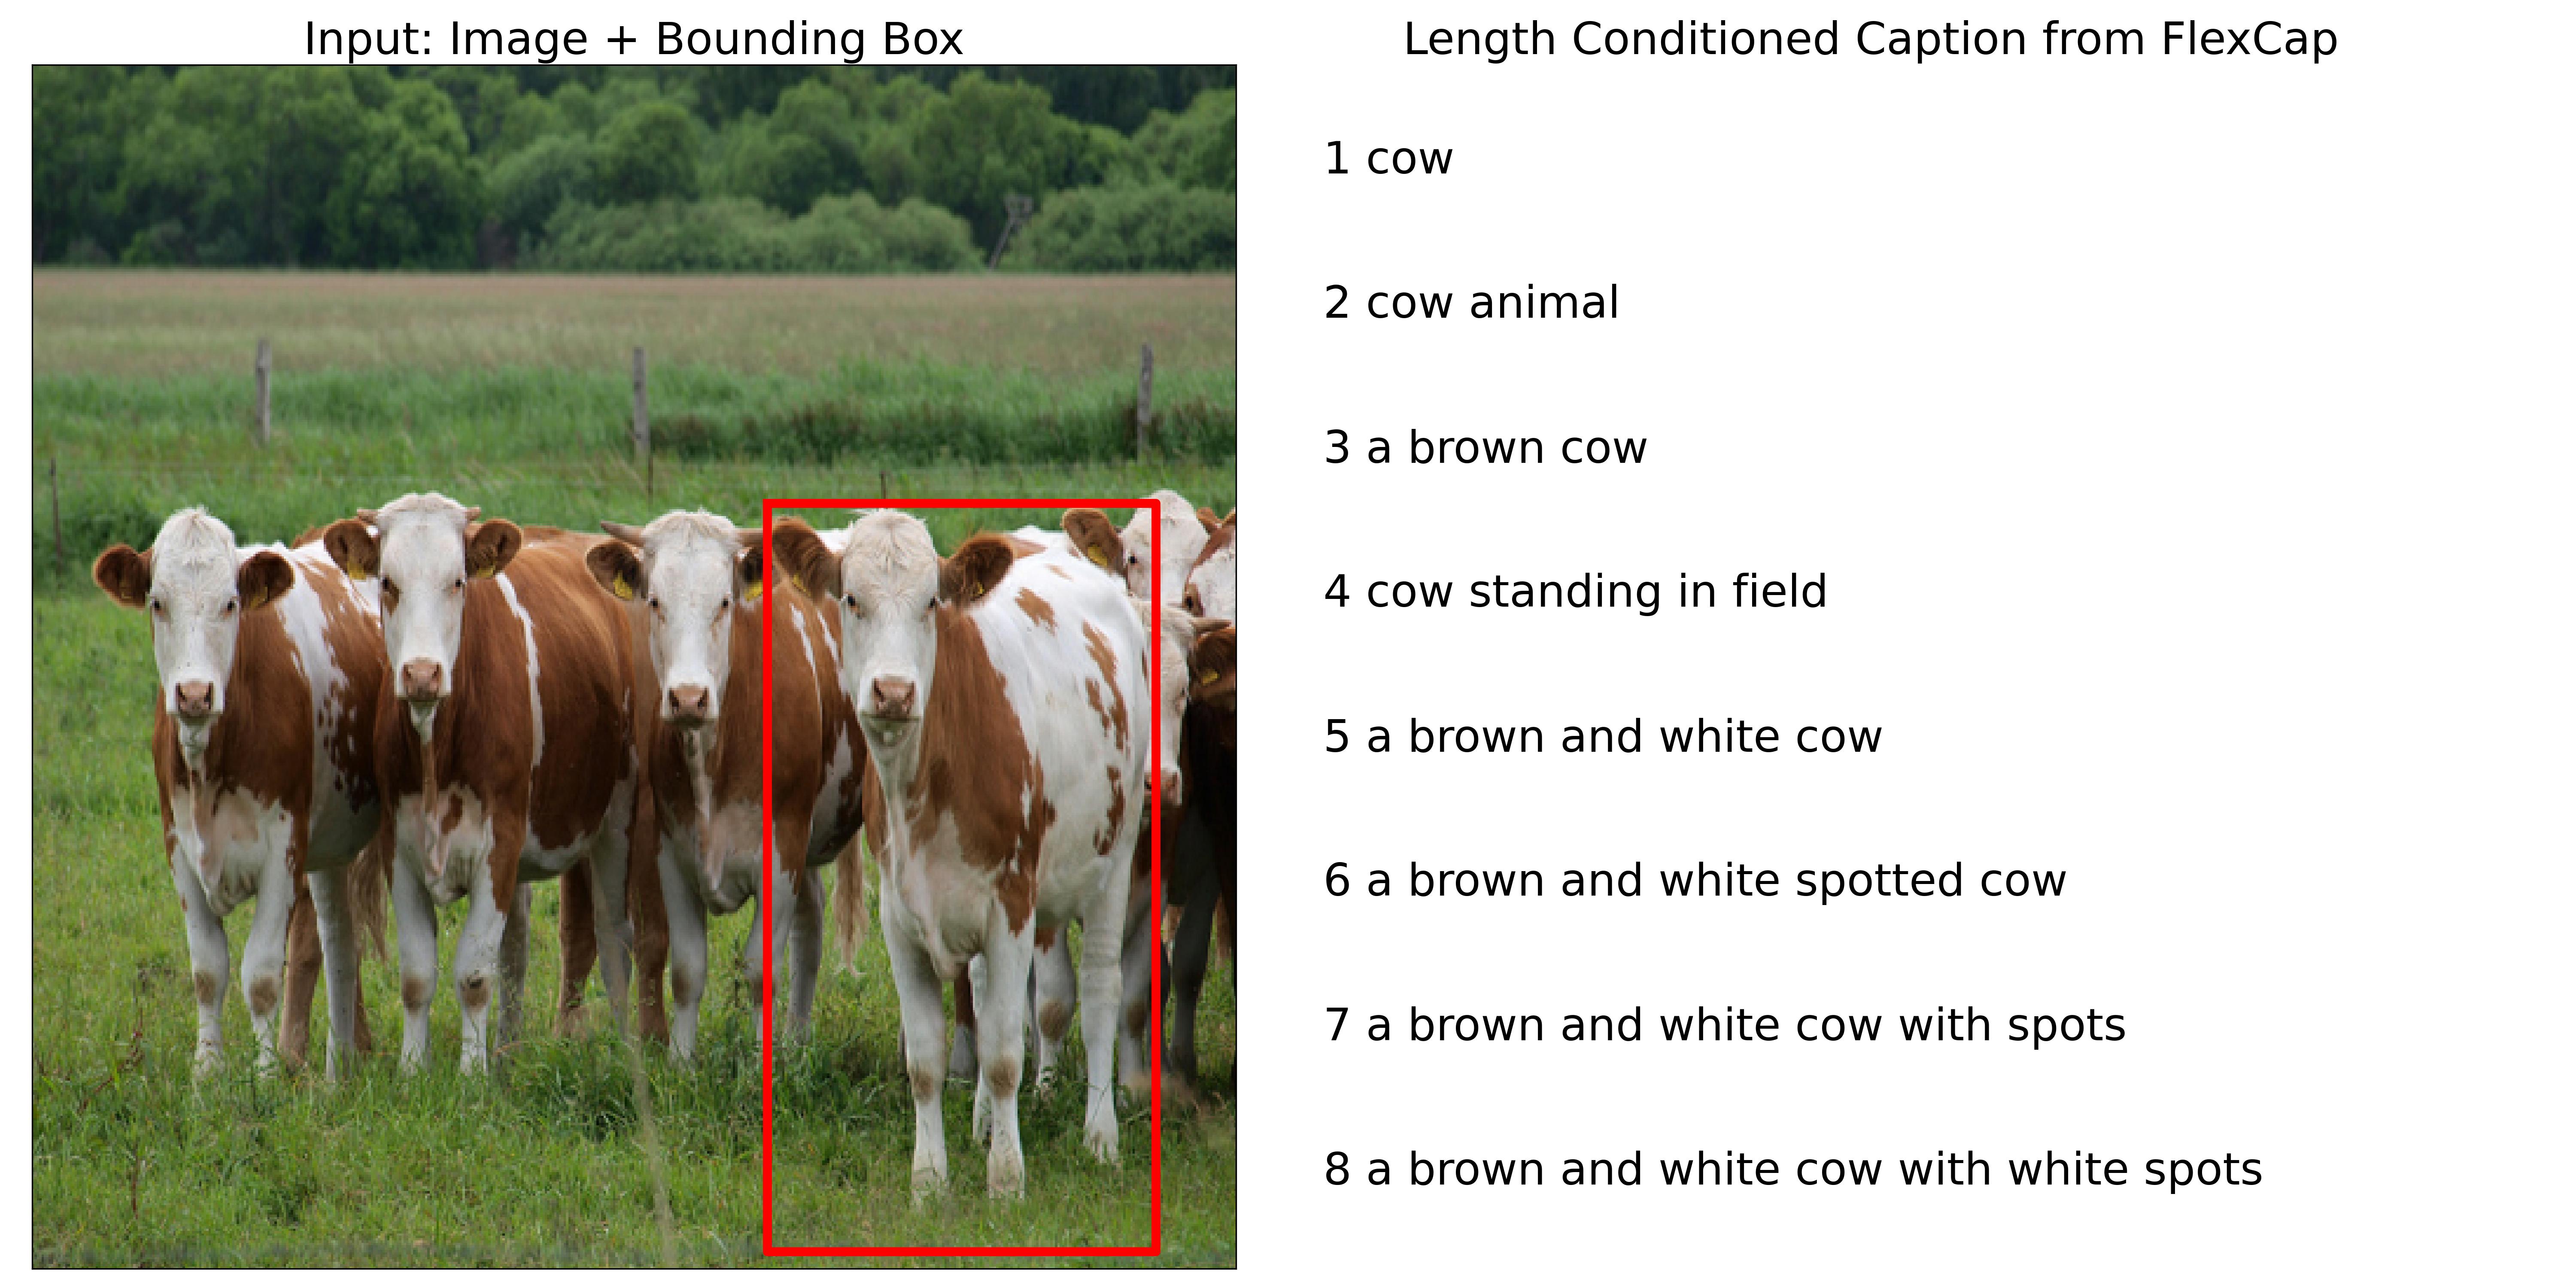 Input: Image + Bounding Box
Length Conditioned Caption from FlexCap
1 cow
2 cow animal
3 a brown cow
4 cow standing in field
5 a brown and white cow
6 a brown and white spotted cow
7 a brown and white cow with spots
8 a brown and white cow with white spots